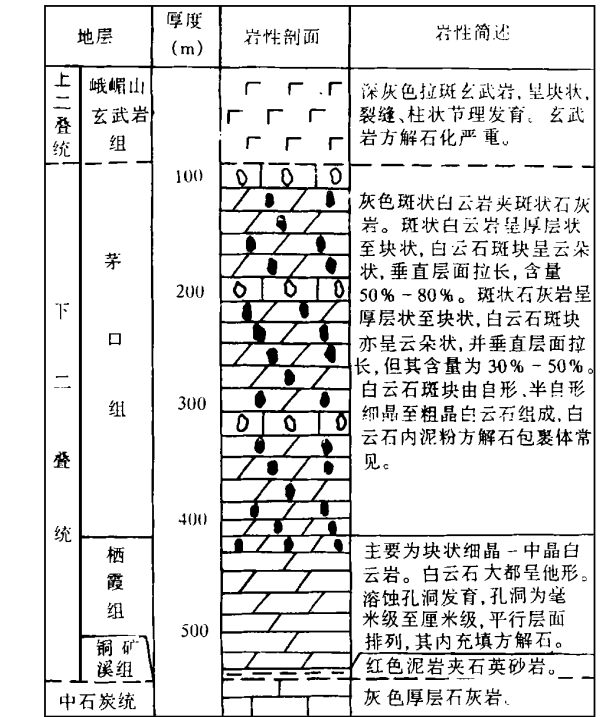 地层
厚度
(m)
岩性剖面
岩性简述
上二叠统
峨嵋山
玄武岩
组
深灰色拉斑玄武岩,呈块状,
裂缝、柱状节理发育。玄武
岩方解石化严重。
下二叠统
茅口组
100
200
300
400
500
灰色斑状白云岩夹斑状石灰
岩。斑状白云岩呈厚层状
至块状,白云石斑块呈云朵
状,垂直层面拉长,含量
50%-80%。斑状石灰岩呈
厚层状至块状,白云石斑块
亦呈云朵状,并垂直层面拉
长,但其含量为30%-50%。
白云石斑块由自形、半自形
细晶至粗晶白云石组成,白
云石内泥粉方解石包裹体常
见。
栖霞组
主要为块状细晶-中晶白
云岩。白云石大都呈他形。
溶蚀孔洞发育,孔洞为毫
米级至厘米级,平行层面
排列,其内充填方解石。
铜矿
溪组
红色泥岩夹石英砂岩。
中石炭统
灰色厚层石灰岩。